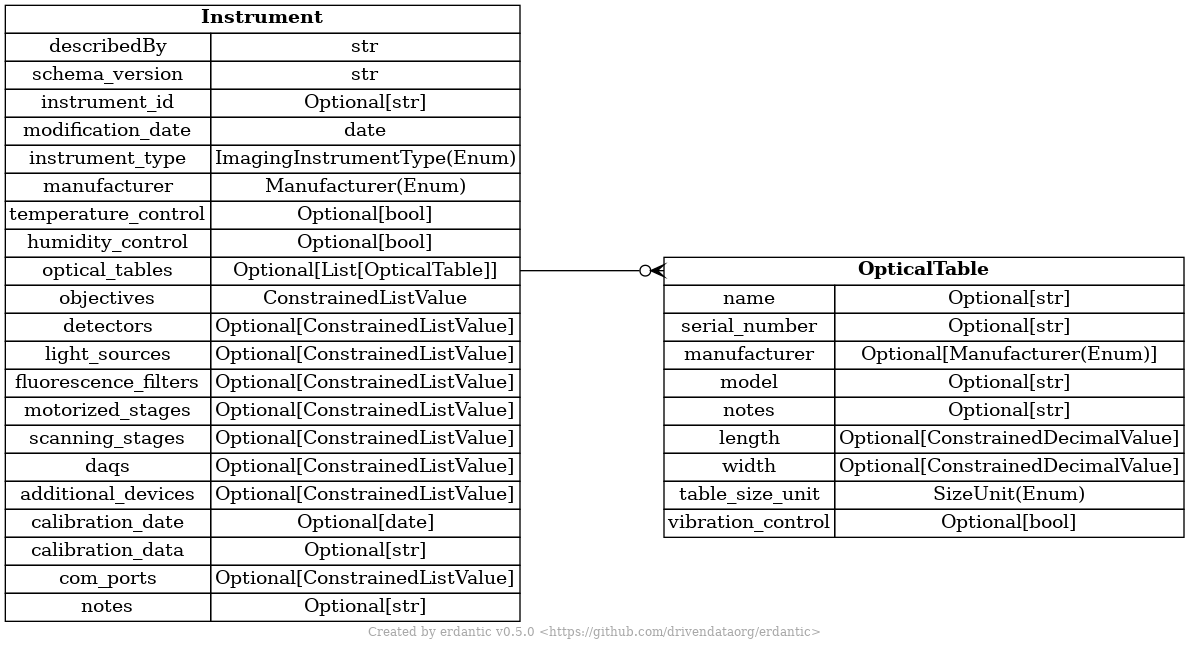 Instrument
describedBy str
schema_version str
instrument_id Optional[str]
modification_date date
instrument_type ImagingInstrumentType(Enum)
manufacturer Manufacturer(Enum)
temperature_control Optional[bool]
humidity_control Optional[bool]
optical_tables Optional[List[OpticalTable]]
objectives ConstrainedListValue
detectors Optional[ConstrainedListValue]
light_sources Optional[ConstrainedListValue]
fluorescence_filters Optional[ConstrainedListValue]
motorized_stages Optional[ConstrainedListValue]
scanning_stages Optional[ConstrainedListValue]
daqs Optional[ConstrainedListValue]
additional_devices Optional[ConstrainedListValue]
calibration_date Optional[date]
calibration_data Optional[str]
com_ports Optional[ConstrainedListValue]
notes Optional[str]
OpticalTable
name Optional[str]
serial_number Optional[str]
manufacturer Optional[Manufacturer(Enum)]
model Optional[str]
notes Optional[str]
length Optional[ConstrainedDecimalValue]
width Optional[ConstrainedDecimalValue]
table_size_unit SizeUnit(Enum)
vibration_control Optional[bool]
Created by erdantic v0.5.0 <https://github.com/drivendataorg/erdantic>